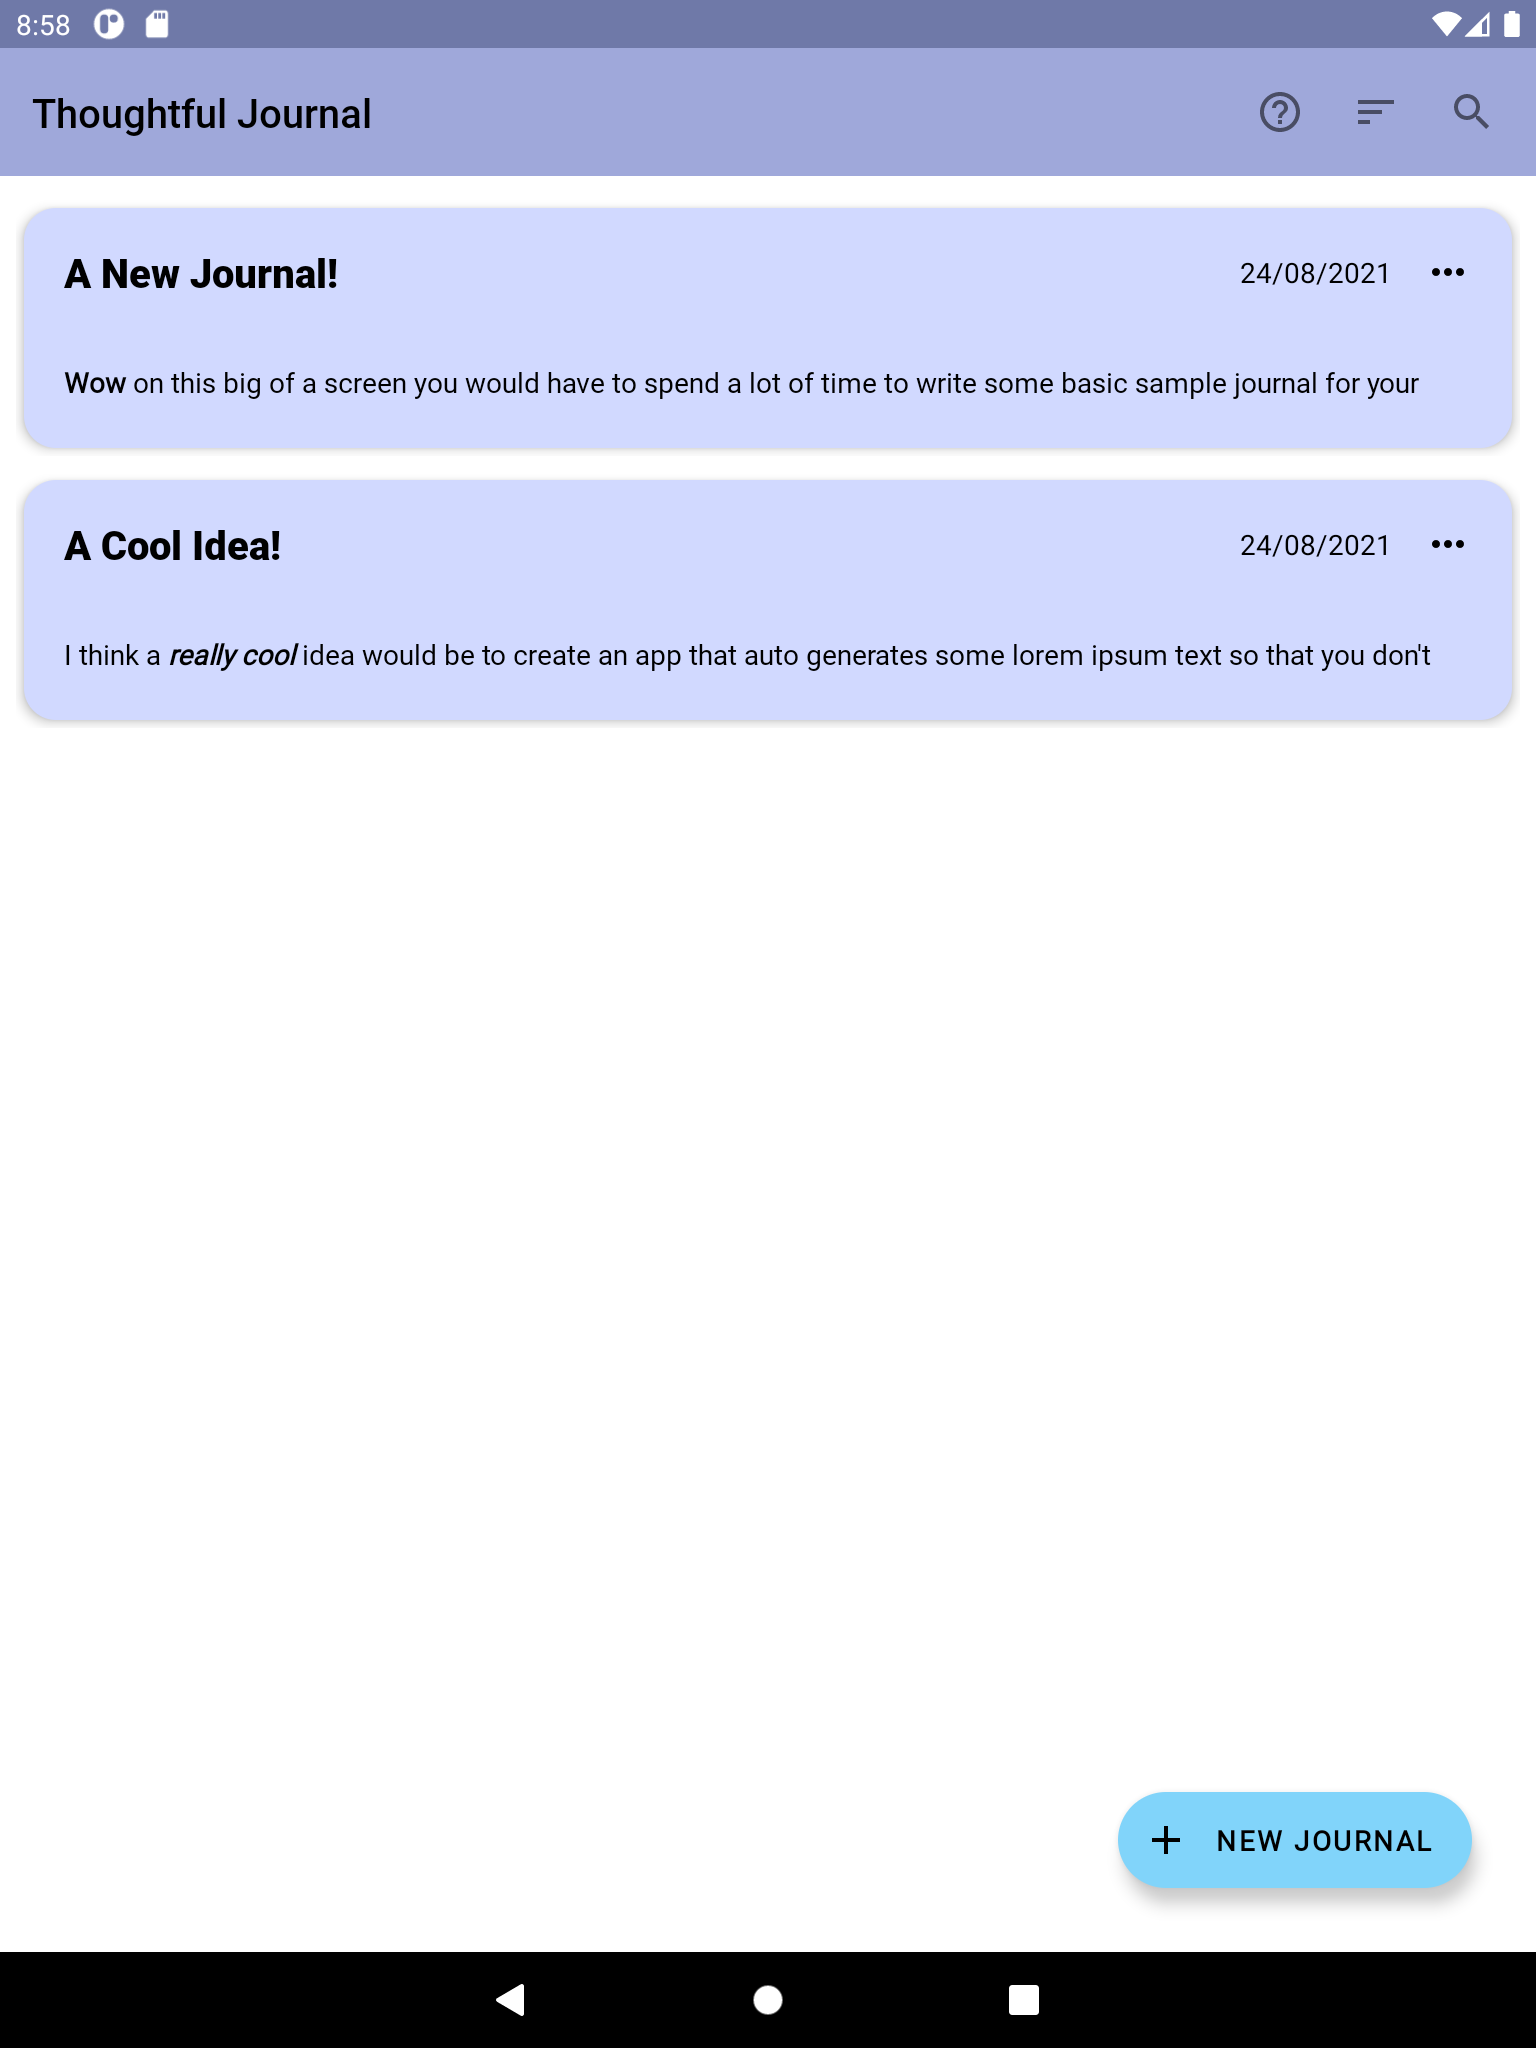 8:58
Thoughtful Journal
A New Journal!
24/08/2021
Wow on this big of a screen you would have to spend a lot of time to write some basic sample journal for your
A Cool Idea!
24/08/2021
I think a really cool idea would be to create an app that auto generates some lorem ipsum text so that you don't
NEW JOURNAL